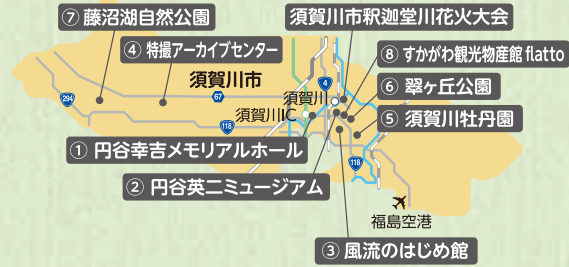 ⑦ 藤沼湖自然公園
須賀川市釈迦堂川花火大会
④ 特撮アーカイブセンター
⑧ すかがわ観光物産館 flatto
須賀川市
4
⑥ 翠ヶ丘公園
294
67
須賀川
須賀川IC
⑤ 須賀川牡丹園
118
① 円谷幸吉メモリアルホール
118
② 円谷英二ミュージアム
福島空港
③ 風流のはじめ館